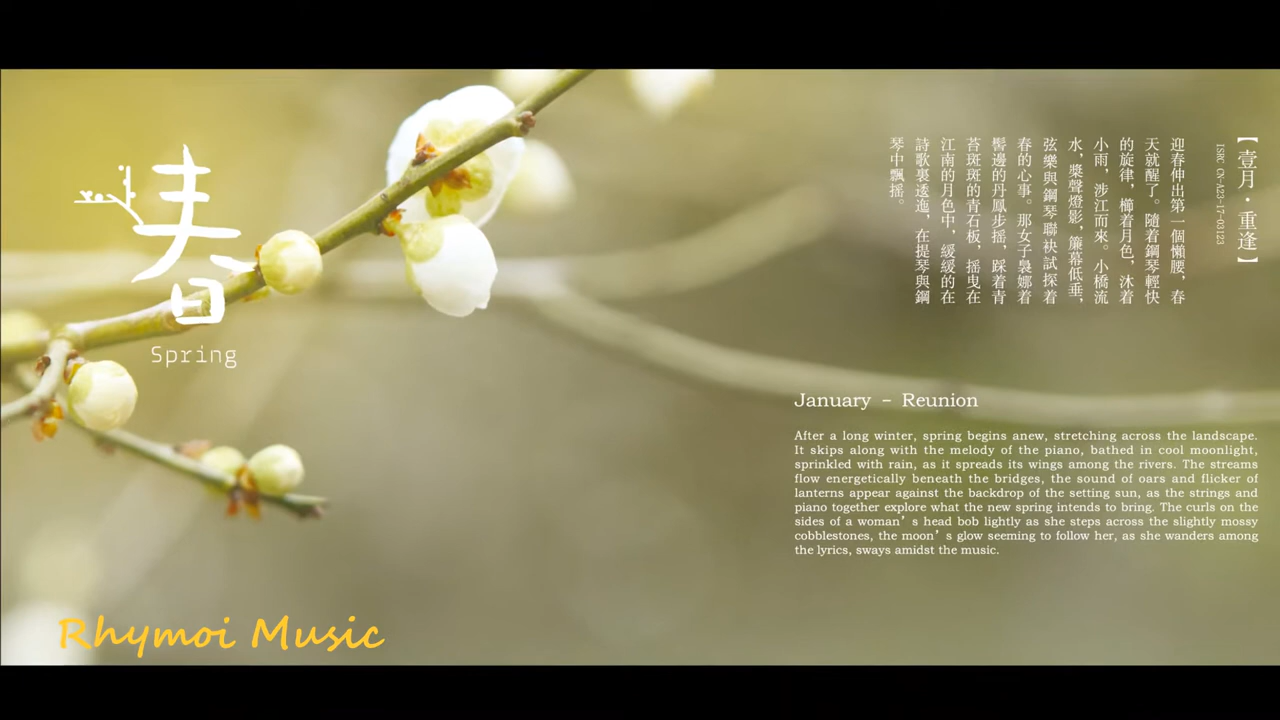 春
Spring
【壹月·重逢】
ISRC CN-A23-17-03123
迎春伸出第一個懶腰，春
天就醒了。隨着鋼琴輕快
的旋律，櫛着月色，沐着
小雨，涉江而來。小橋流
水，槳聲燈影，簾幕低垂，
弦樂與鋼琴聯袂試探着
春的心事。那女子裊娜着
鬢邊的丹鳳步摇，踩着青
苔斑斑的青石板，摇曳在
江南的月色中，緩緩的在
詩歌裏逶迤，在提琴與鋼
琴中飄摇。
January – Reunion
After a long winter, spring begins anew, stretching across the landscape.
It skips along with the melody of the piano, bathed in cool moonlight,
sprinkled with rain, as it spreads its wings among the rivers. The streams
flow energetically beneath the bridges, the sound of oars and flicker of
lanterns appear against the backdrop of the setting sun, as the strings and
piano together explore what the new spring intends to bring. The curls on the
sides of a woman’s head bob lightly as she steps across the slightly mossy
cobblestones, the moon’s glow seeming to follow her, as she wanders among
the lyrics, sways amidst the music.
Rhymoi Music